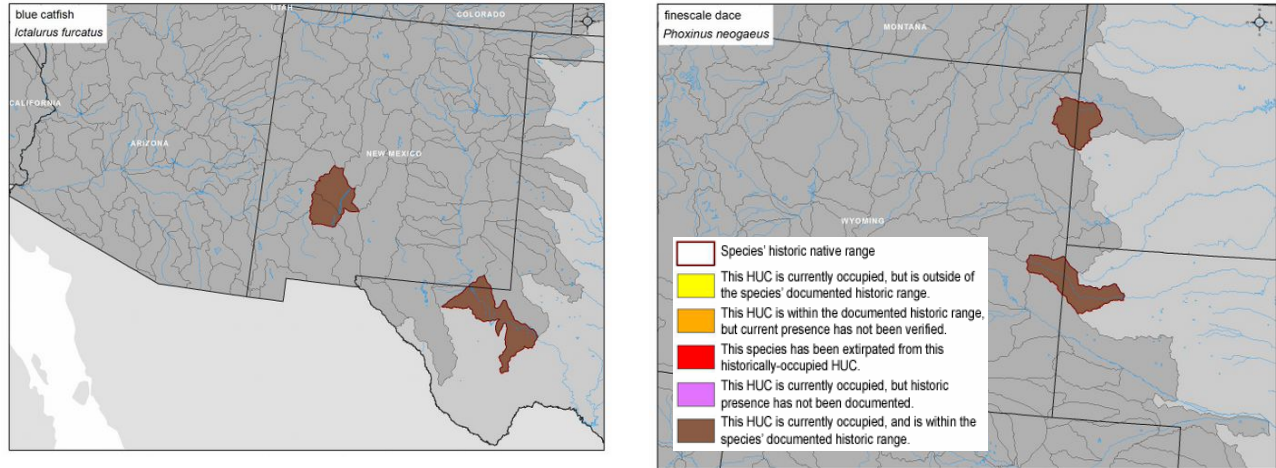 blue catfish
Ictalurus furcatus
UTAH
COLORADO
CALIFORNIA
ARIZONA
NEW MEXICO
finescale dace
Phoxinus neogaeus
MONTANA
WYOMING
Species' historic native range
This HUC is currently occupied, but is outside of
the species' documented historic range.
This HUC is within the documented historic range,
but current presence has not been verified.
This species has been extirpated from this
historically-occupied HUC.
This HUC is currently occupied, but historic
presence has not been documented.
This HUC is currently occupied, and is within the
species' documented historic range.